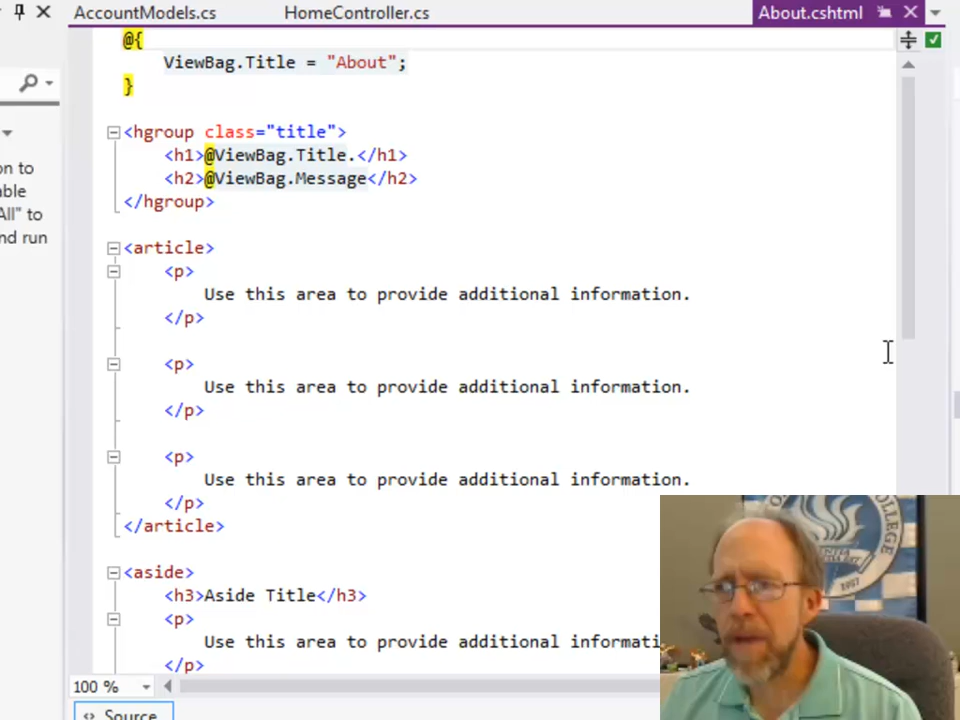 AccountModels.cs HomeController.cs About.cshtml
@{
ViewBag.Title = "About";
}
<hgroup class="title">
<h1>@ViewBag.Title.</h1>
<h2>@ViewBag.Message</h2>
</hgroup>
<article>
<p>
Use this area to provide additional information.
</p>
<p>
Use this area to provide additional information.
</p>
<p>
Use this area to provide additional information.
</p>
</article>
<aside>
<h3>Aside Title</h3>
<p>
Use this area to provide additional informati
</p>
on to
able
All" to
nd run
100 %
Source
COLLEGE
1957